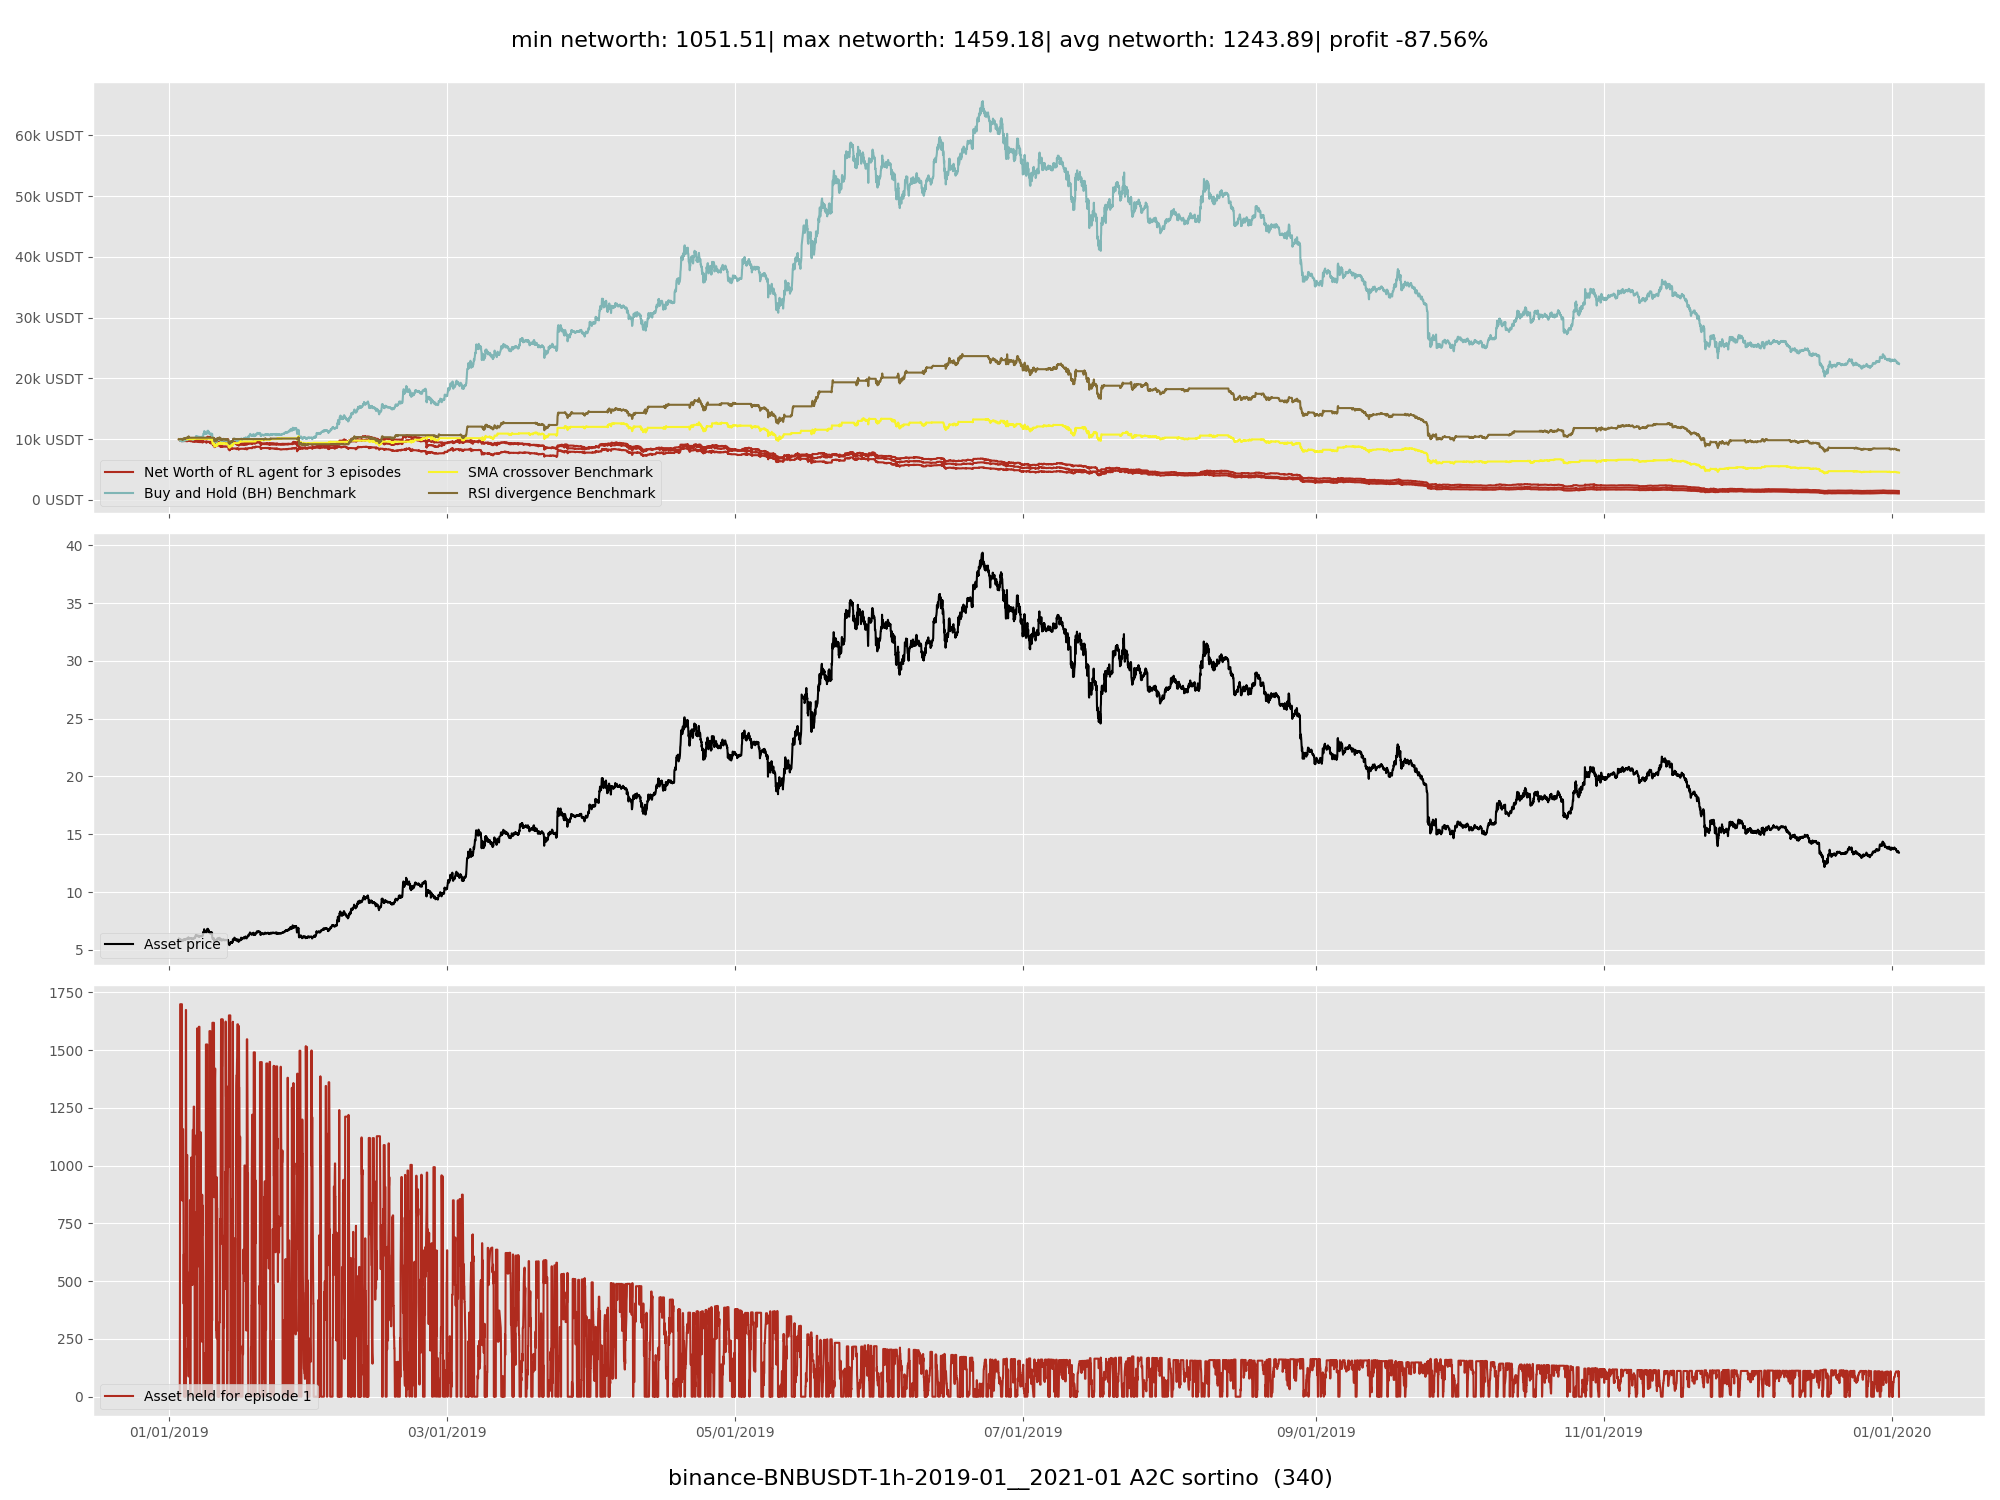 min networth: 1051.51| max networth: 1459.18| avg networth: 1243.89| profit -87.56%
60k USDT
50k USDT
40k USDT
30k USDT
20k USDT
10k USDT
0 USDT
Net Worth of RL agent for 3 episodes
Buy and Hold (BH) Benchmark
SMA crossover Benchmark
RSI divergence Benchmark
40
35
30
25
20
15
10
5
Asset price
1750
1500
1250
1000
750
500
250
0
Asset held for episode 1
01/01/2019 03/01/2019 05/01/2019 07/01/2019 09/01/2019 11/01/2019 01/01/2020
binance-BNBUSDT-1h-2019-01__2021-01 A2C sortino  (340)